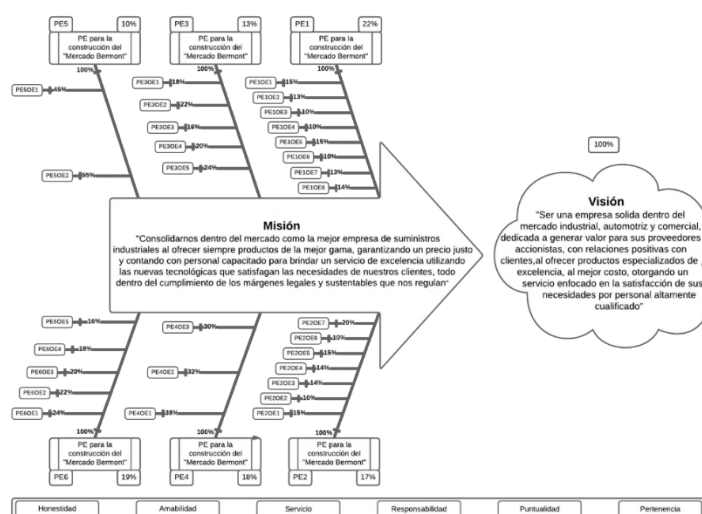 PE5 10%
PE para la
construcción del
"Mercado Bermont"
100%
PE5OE1 45%
PE5OE2 55%
PE3 13%
PE para la
construcción del
"Mercado Bermont"
100%
PE3OE1 18%
PE3OE2 22%
PE3OE3 16%
PE3OE4 20%
PE3OE5 24%
PE1 22%
PE para la
construcción del
"Mercado Bermont"
100%
PE1OE1 15%
PE1OE2 13%
PE1OE3 10%
PE1OE4 10%
PE1OE5 15%
PE1OE6 10%
PE1OE7 13%
PE1OE8 14%
Misión
"Consolidarnos dentro del mercado como la mejor empresa de suministros
industriales al ofrecer siempre productos de la mejor gama, garantizando un precio justo
y contando con personal capacitado para brindar un servicio de excelencia utilizando
las nuevas tecnológicas que satisfagan las necesidades de nuestros clientes, todo
dentro del cumplimiento de los márgenes legales y sustentables que nos regulan"
100%
Visión
"Ser una empresa solida dentro del
mercado industrial, automotriz y comercial,
dedicada a generar valor para sus proveedores
accionistas, con relaciones positivas con
clientes,al ofrecer productos especializados de
excelencia, al mejor costo, otorgando un
servicio enfocado en la satisfacción de sus
necesidades por personal altamente
cualificado"
PE6OE5 16%
PE6OE4 18%
PE6OE3 20%
PE6OE2 22%
PE6OE1 24%
100%
PE para la
construcción del
"Mercado Bermont"
PE6 19%
PE4OE3 30%
PE4OE2 32%
PE4OE1 38%
100%
PE para la
construcción del
"Mercado Bermont"
PE4 18%
PE2OE7 20%
PE2OE6 10%
PE2OE5 15%
PE2OE4 14%
PE2OE3 14%
PE2OE2 10%
PE2OE1 15%
100%
PE para la
construcción del
"Mercado Bermont"
PE2 17%
Honestidad Amabilidad Servicio Responsabilidad Puntualidad Pertenencia